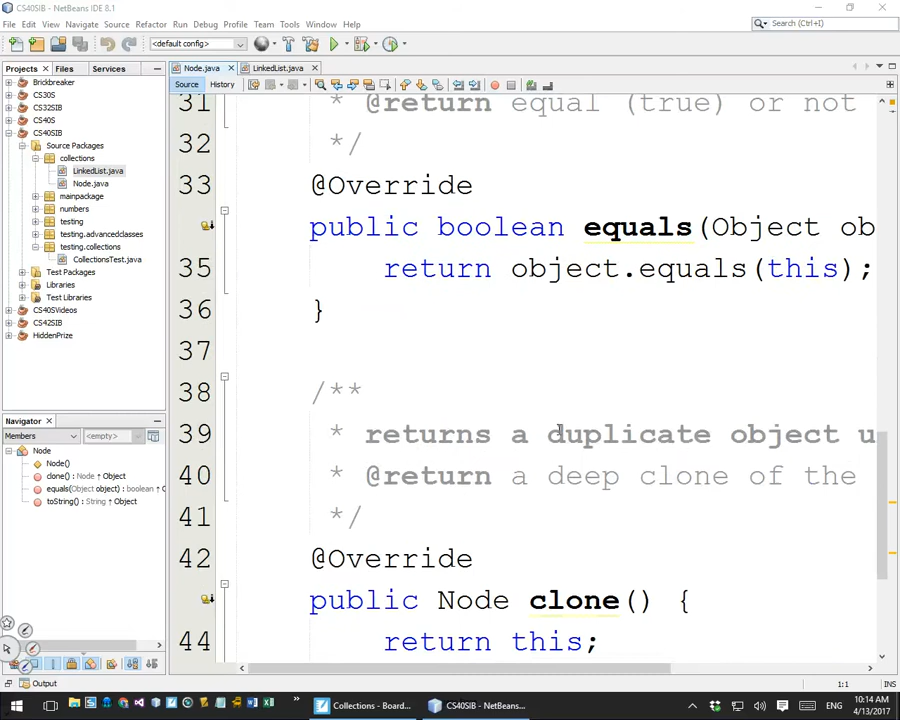 CS40SIB - NetBeans IDE 8.1
File Edit View Navigate Source Refactor Run Debug Profile Team Tools Window Help
Search (Ctrl+I)
<default config>
Projects Files Services
Node.java LinkedList.java
Source History
Brickbreaker
CS30S
CS32SIB
CS40S
CS40SIB
Source Packages
collections
LinkedList.java
Node.java
mainpackage
numbers
testing
testing.advancedclasses
testing.collections
CollectionsTest.java
Test Packages
Libraries
Test Libraries
CS40SVideos
CS42SIB
HiddenPrize
Navigator
Members <empty>
Node
Node()
clone() : Node ↑ Object
equals(Object object) : boolean ↑ O
toString() : String ↑ Object
31 * @return equal (true) or not
32 */
33 @Override
public boolean equals(Object ob
35 return object.equals(this);
36 }
37
38 /**
39 * returns a duplicate object u
40 * @return a deep clone of the
41 */
42 @Override
public Node clone() {
44 return this;
Output
1:1 INS
Collections - Board... CS40SIB - NetBeans...
ENG 10:14 AM
4/13/2017